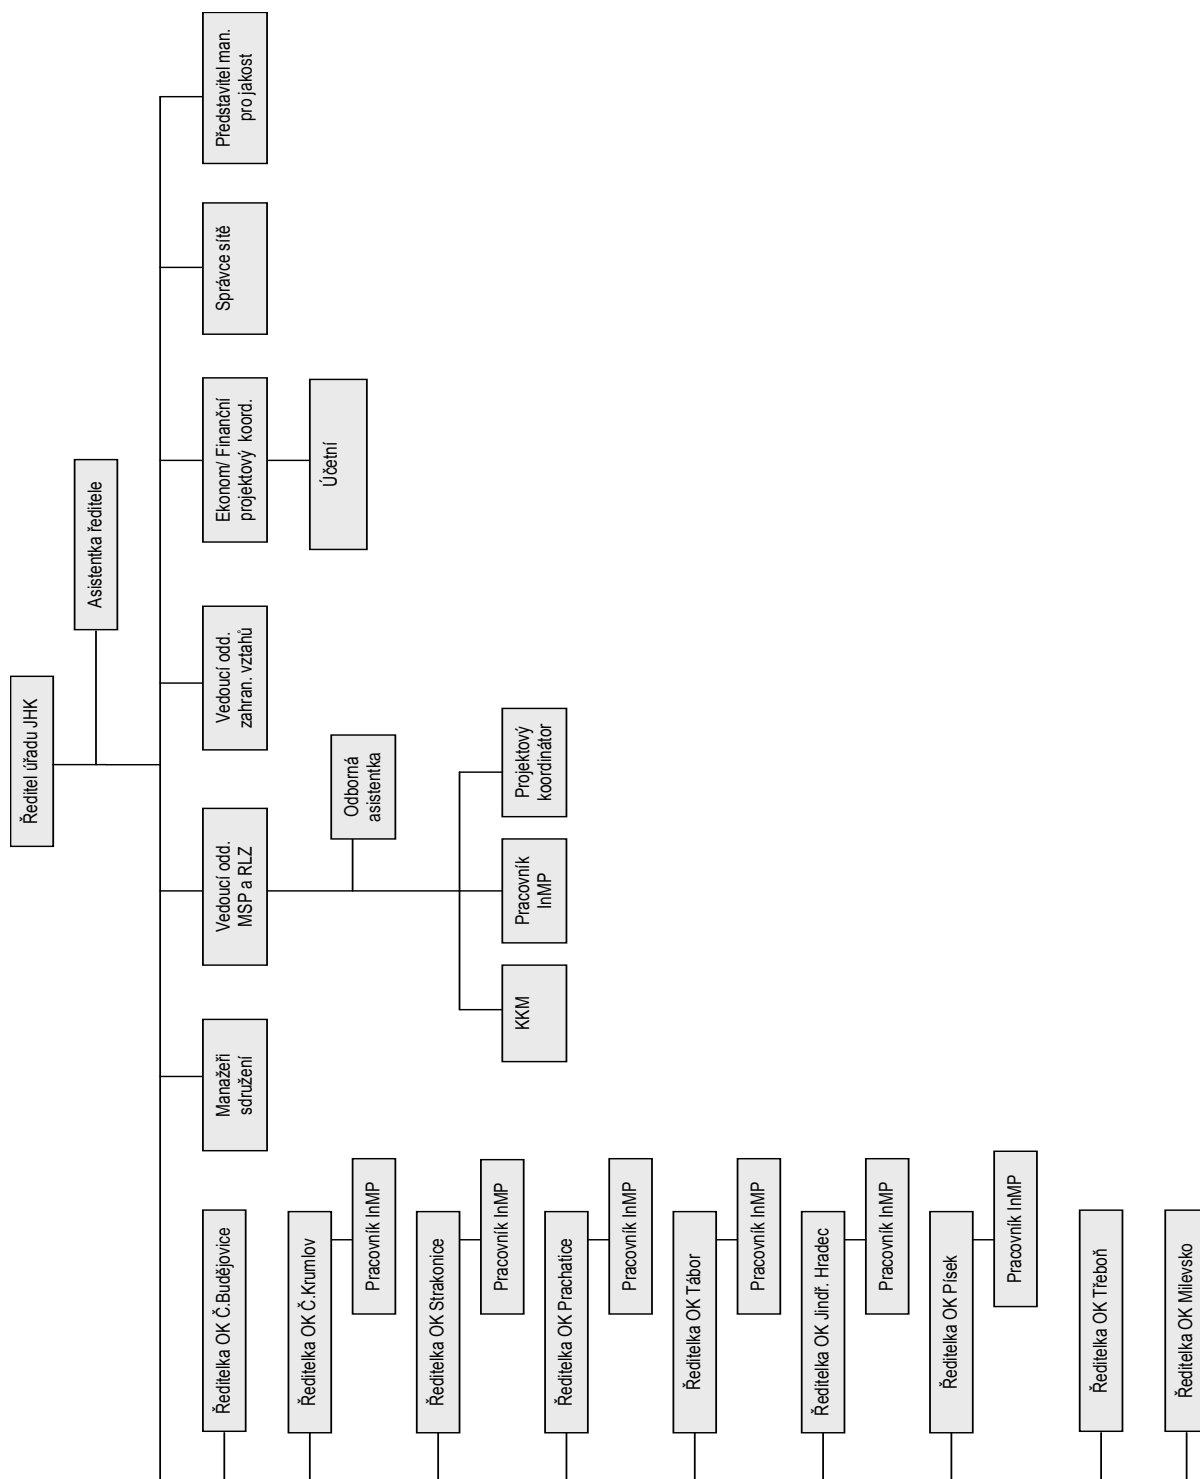 Ředitel úřadu JHK
Asistentka ředitele
Ředitelka OK Č.Budějovice
Ředitelka OK Č.Krumlov
Pracovník InMP
Ředitelka OK Strakonice
Pracovník InMP
Ředitelka OK Prachatice
Pracovník InMP
Ředitelka OK Tábor
Pracovník InMP
Ředitelka OK Jindř. Hradec
Pracovník InMP
Ředitelka OK Písek
Pracovník InMP
Ředitelka OK Třeboň
Ředitelka OK Milevsko
Manažeři
sdružení
Vedoucí odd.
MSP a RLZ
Odborná
asistentka
KKM
Pracovník
InMP
Projektový
koordinátor
Vedoucí odd.
zahran. vztahů
Ekonom/ Finanční
projektový koord.
Účetní
Správce sítě
Představitel man.
pro jakost